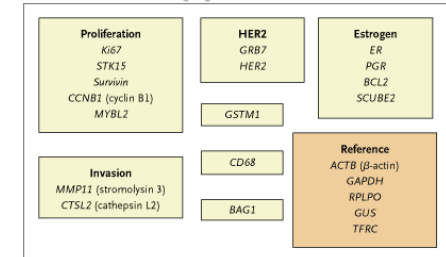 Proliferation
Ki67
STK15
Survivin
CCNB1 (cyclin B1)
MYBL2
HER2
GRB7
HER2
Estrogen
ER
PGR
BCL2
SCUBE2
GSTM1
Invasion
MMP11 (stromolysin 3)
CTSL2 (cathepsin L2)
CD68
BAG1
Reference
ACTB (β-actin)
GAPDH
RPLPO
GUS
TFRC